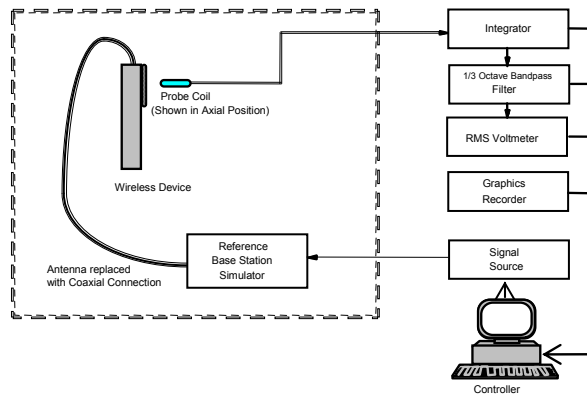 Integrator
Probe Coil
(Shown in Axial Position)
1/3 Octave Bandpass
Filter
RMS Voltmeter
Wireless Device
Graphics
Recorder
Reference
Base Station
Simulator
Signal
Source
Antenna replaced
with Coaxial Connection
Controller